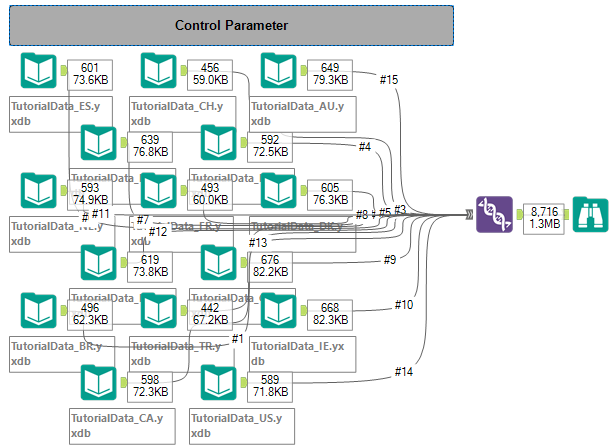 Control Parameter
601
73.6KB
456
59.0KB
649
79.3KB
#15
TutorialData_ES.y
xdb
TutorialData_CH.y
xdb
TutorialData_AU.y
xdb
639
76.8KB
592
72.5KB
#4
593
74.9KB
493
60.0KB
605
76.3KB
#11
#7
#8
#5
#3
#12
#13
8,716
1.3MB
xdb
xdb
xdb
619
73.8KB
676
82.2KB
#9
496
62.3KB
442
67.2KB
668
82.3KB
#10
#1
TutorialData_BR.y
xdb
TutorialData_TR.y
xdb
TutorialData_IE.yx
db
598
72.3KB
589
71.8KB
#14
TutorialData_CA.y
xdb
TutorialData_US.y
xdb